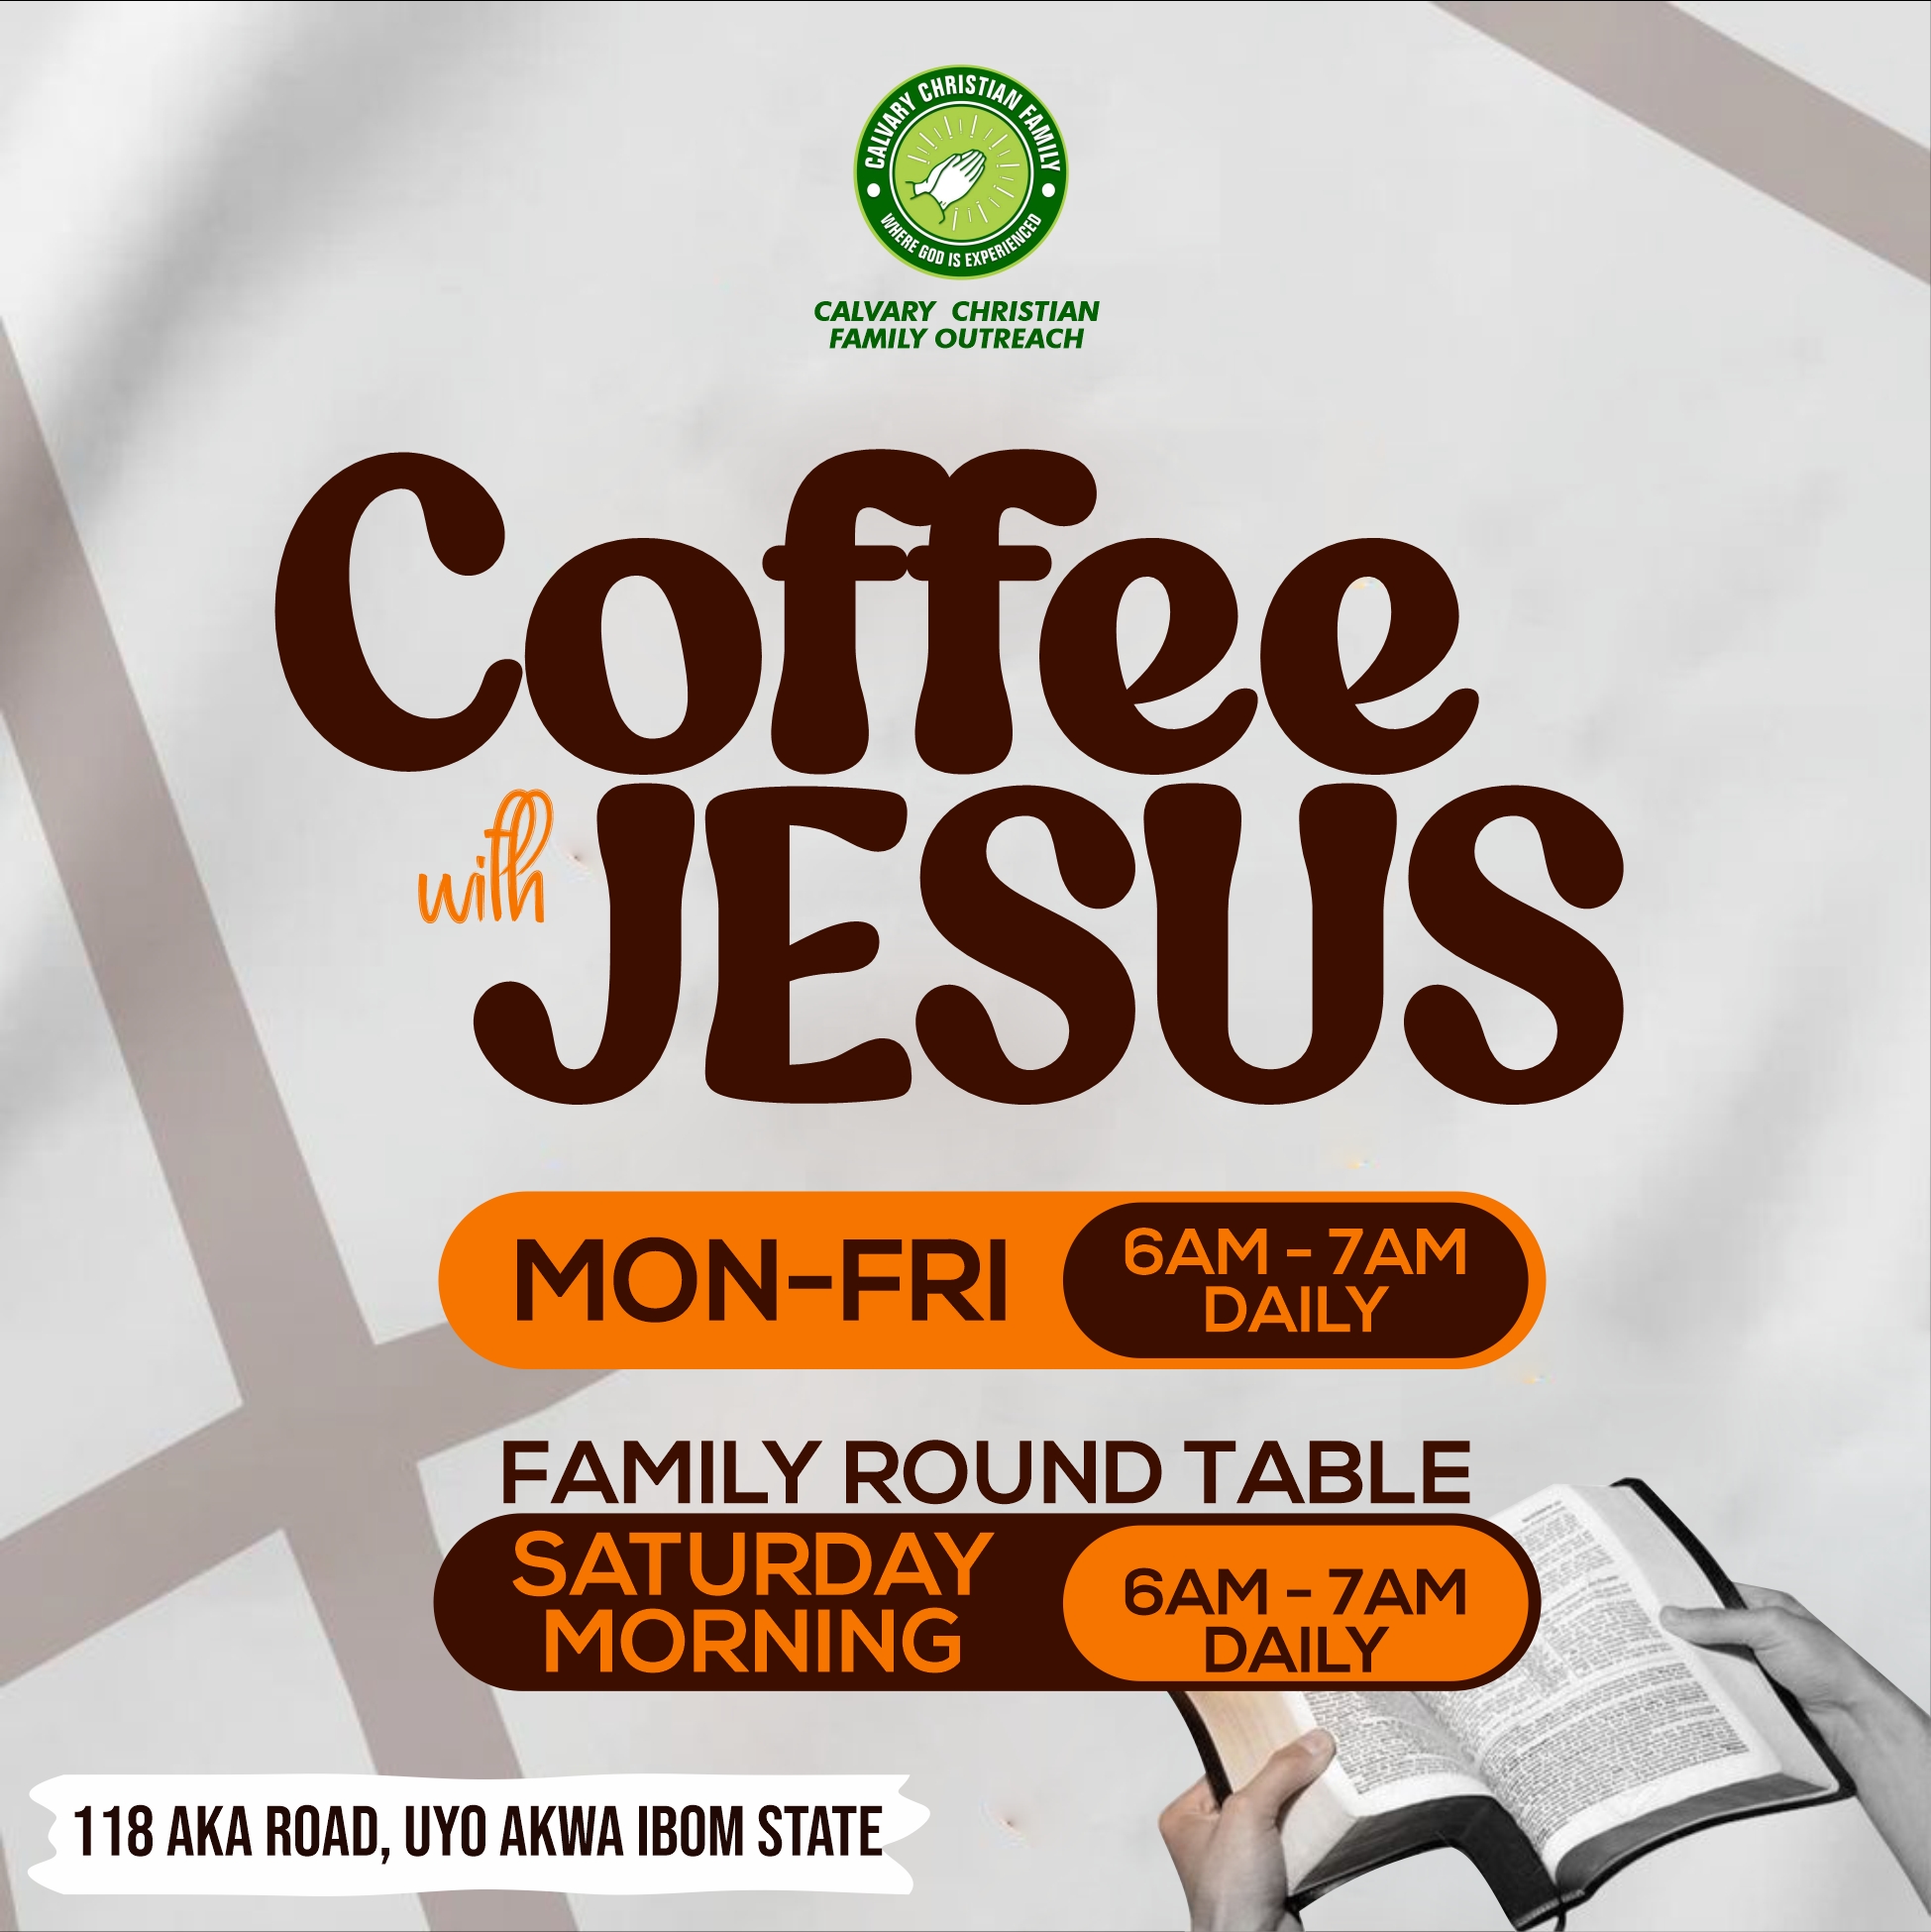 CALVARY CHRISTIAN FAMILY
WHERE GOD IS EXPERIENCED
CALVARY CHRISTIAN
FAMILY OUTREACH
Coffee
with JESUS
MON-FRI
6AM - 7AM
DAILY
FAMILY ROUND TABLE
SATURDAY
MORNING
6AM - 7AM
DAILY
118 AKA ROAD, UYO AKWA IBOM STATE